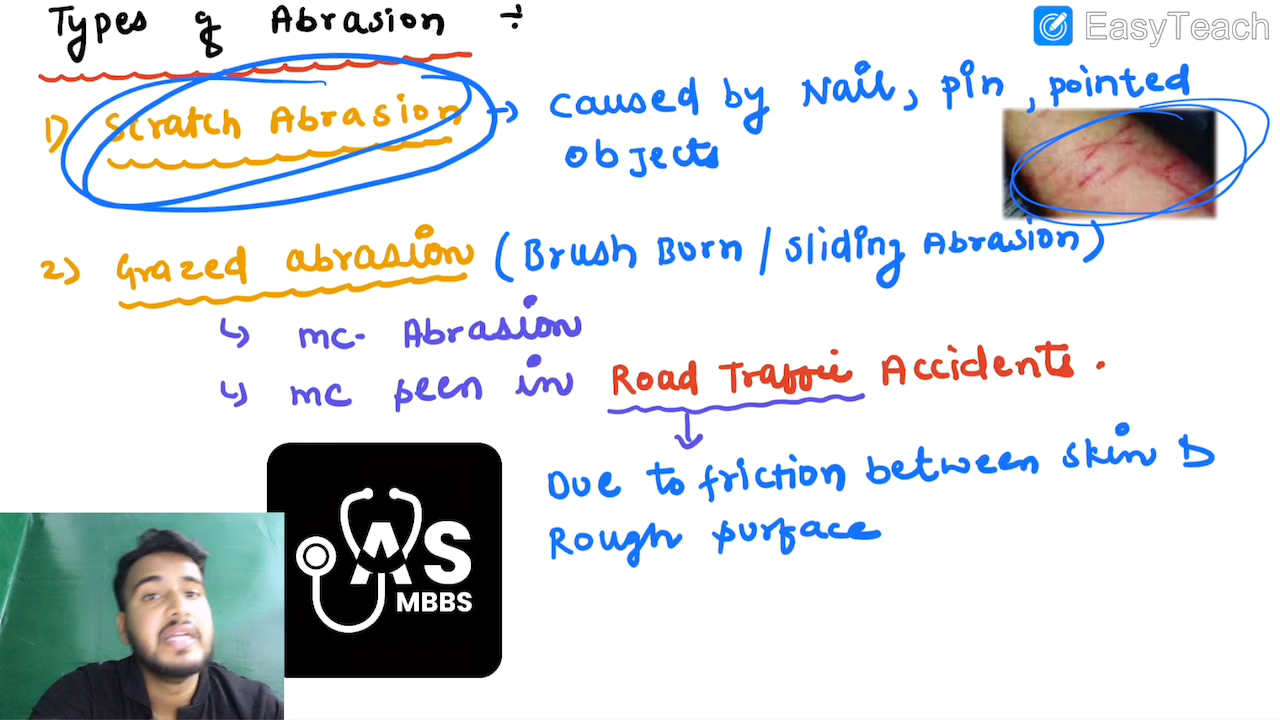 Types of Abrasion ÷
EasyTeach
1) Scratch Abrasion → caused by Nail, pin, pointed
objects
2) Grazed abrasion (Brush Burn / Sliding Abrasion)
↳ mc- Abrasion
↳ mc seen in Road Traffic Accidents.
↓
Due to friction between skin &
Rough surface
AS
MBBS